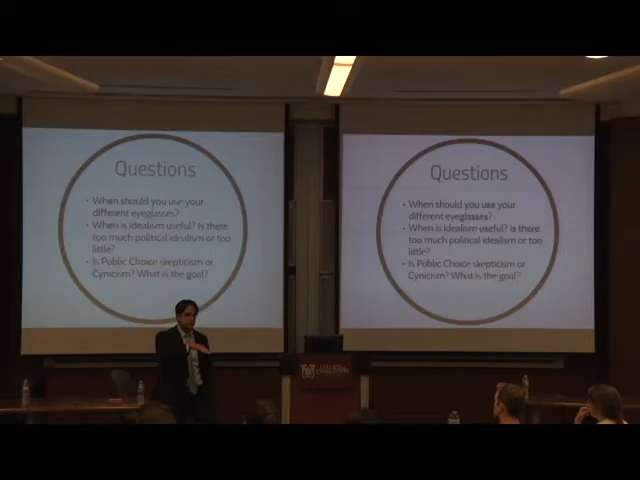 Questions
• When should you use your
different eyeglasses?
• When is Idealism useful? Is there
too much political idealism or too
little?
• Is Public Choice skepticism or
Cynicism? What is the goal?
Questions
• When should you use your
different eyeglasses?
• When is Idealism useful? Is there
too much political idealism or too
little?
• Is Public Choice skepticism or
Cynicism? What is the goal?